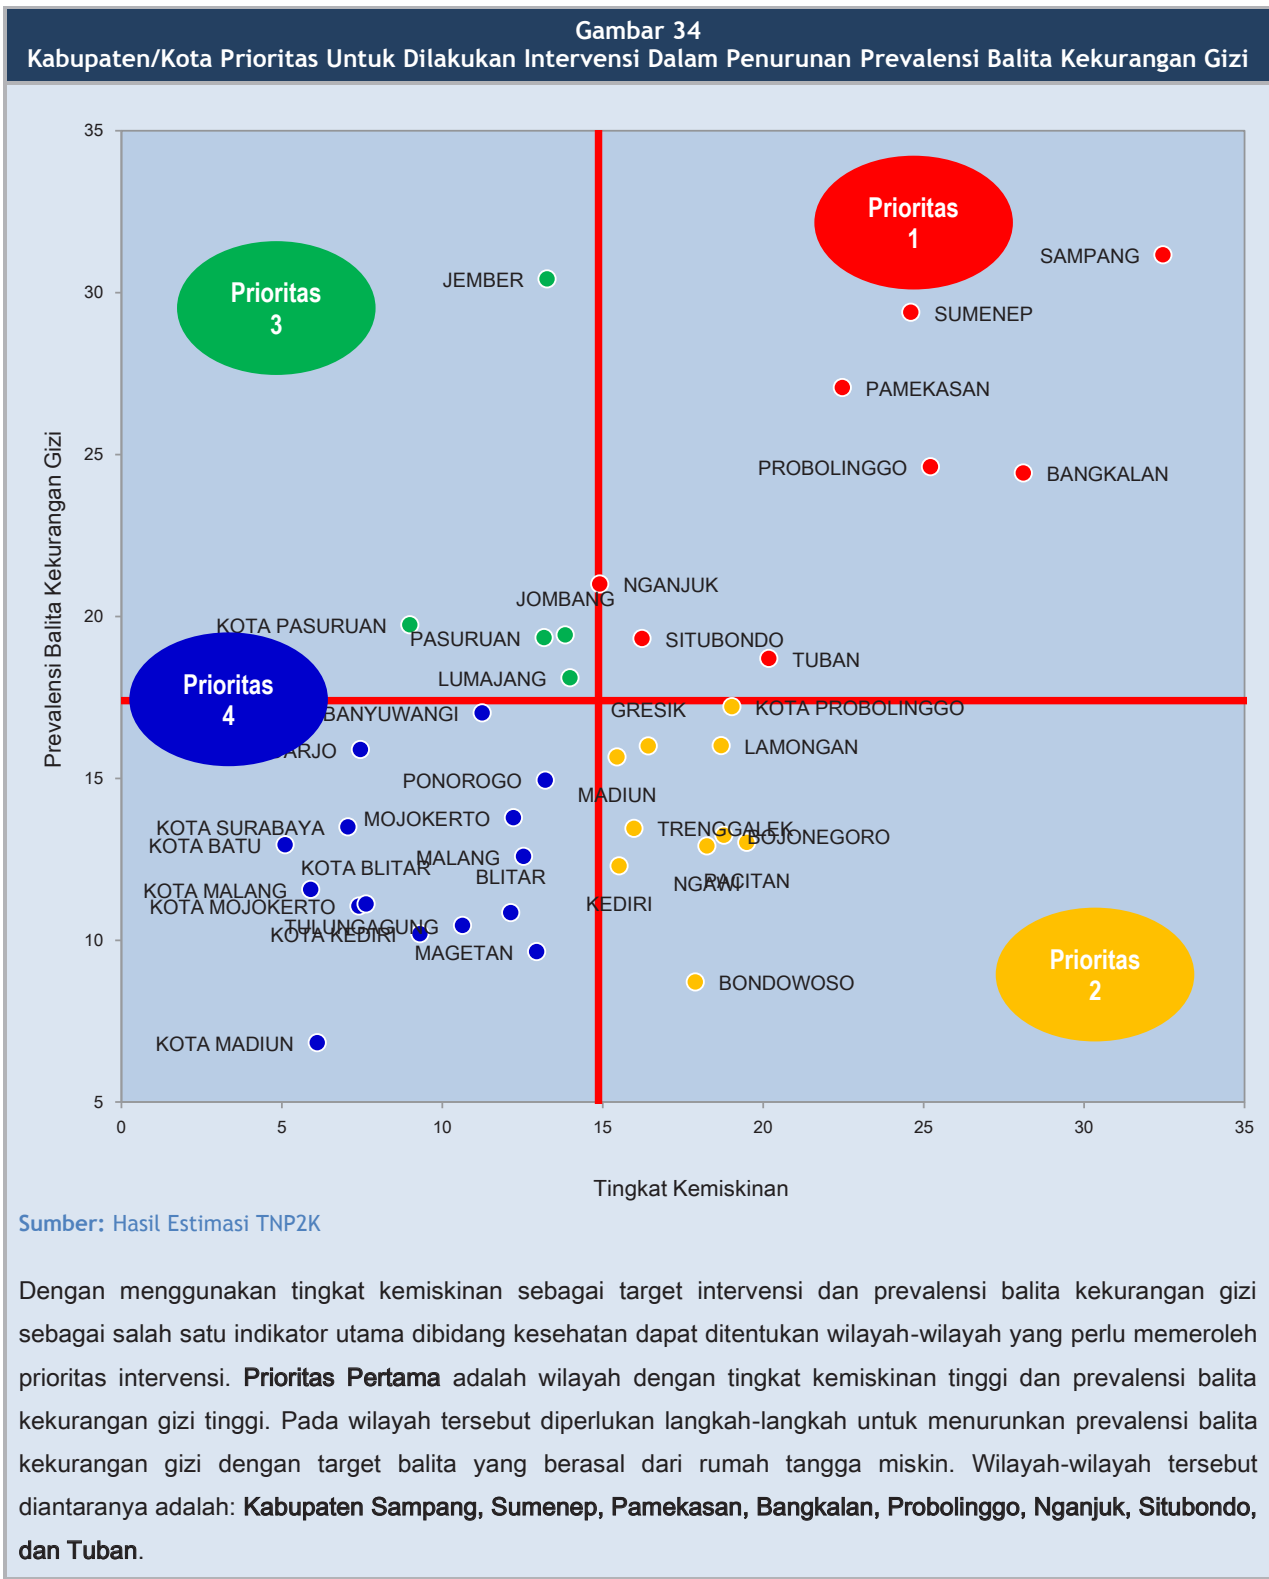 Gambar 34
Kabupaten/Kota Prioritas Untuk Dilakukan Intervensi Dalam Penurunan Prevalensi Balita Kekurangan Gizi
35
Prioritas
1
SAMPANG
Prioritas
3
JEMBER
30
SUMENEP
PAMEKASAN
25
PROBOLINGGO
BANGKALAN
Prevalensi Balita Kekurangan Gizi
NGANJUK
JOMBANG
20
KOTA PASURUAN
PASURUAN
SITUBONDO
TUBAN
LUMAJANG
Prioritas
4
GRESIK
KOTA PROBOLINGGO
BANYUWANGI
ARJO
LAMONGAN
15
PONOROGO
MADIUN
MOJOKERTO
KOTA SURABAYA
TRENGGALEK
BOJONEGORO
KOTA BATU
MALANG
KOTA BLITAR
BLITAR
NGAWI
PACITAN
KOTA MALANG
KOTA MOJOKERTO
KEDIRI
TULUNGAGUNG
KOTA KEDIRI
10
MAGETAN
Prioritas
2
BONDOWOSO
KOTA MADIUN
5
0 5 10 15 20 25 30 35
Tingkat Kemiskinan
Sumber: Hasil Estimasi TNP2K
Dengan menggunakan tingkat kemiskinan sebagai target intervensi dan prevalensi balita kekurangan gizi
sebagai salah satu indikator utama dibidang kesehatan dapat ditentukan wilayah-wilayah yang perlu memeroleh
prioritas intervensi. Prioritas Pertama adalah wilayah dengan tingkat kemiskinan tinggi dan prevalensi balita
kekurangan gizi tinggi. Pada wilayah tersebut diperlukan langkah-langkah untuk menurunkan prevalensi balita
kekurangan gizi dengan target balita yang berasal dari rumah tangga miskin. Wilayah-wilayah tersebut
diantaranya adalah: Kabupaten Sampang, Sumenep, Pamekasan, Bangkalan, Probolinggo, Nganjuk, Situbondo,
dan Tuban.